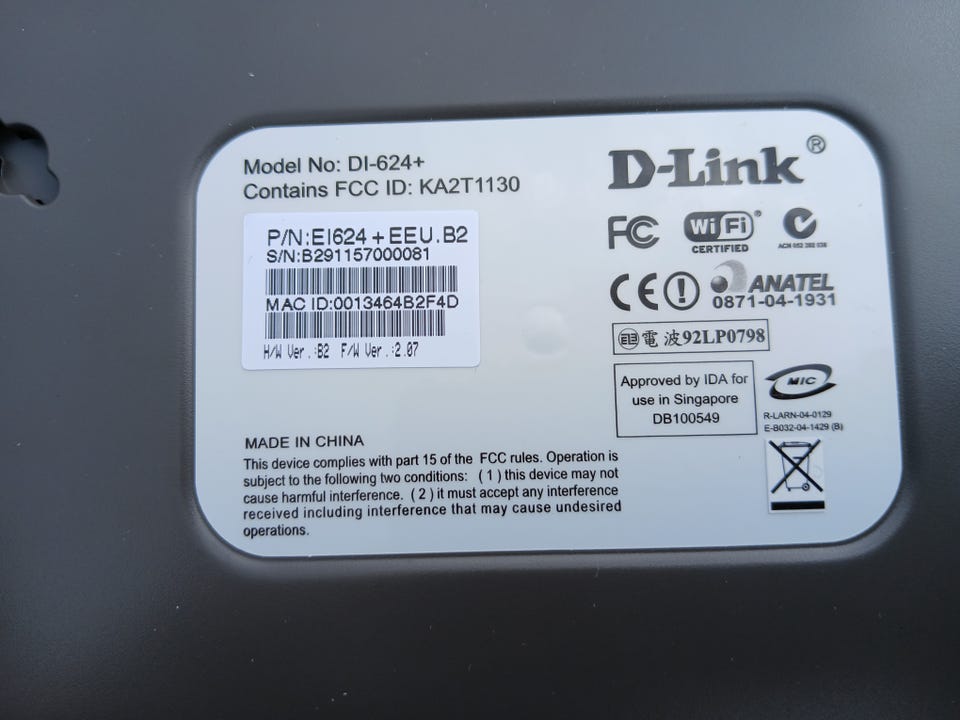 Model No: DI-624+
Contains FCC ID: KA2T1130
P/N:EI624+EEU.B2
S/N:B291157000081
MAC ID:0013464B2F4D
H/W Ver.:B2 F/W Ver.:2.07
D-Link®
FC
WiFi®
CERTIFIED
ACN 052 202 838
CE
ANATEL
0871-04-1931
電波92LP0798
Approved by IDA for
use in Singapore
DB100549
MIC
R-LARN-04-0129
E-B032-04-1429 (B)
MADE IN CHINA
This device complies with part 15 of the FCC rules. Operation is
subject to the following two conditions: (1) this device may not
cause harmful interference. (2) it must accept any interference
received including interference that may cause undesired
operations.